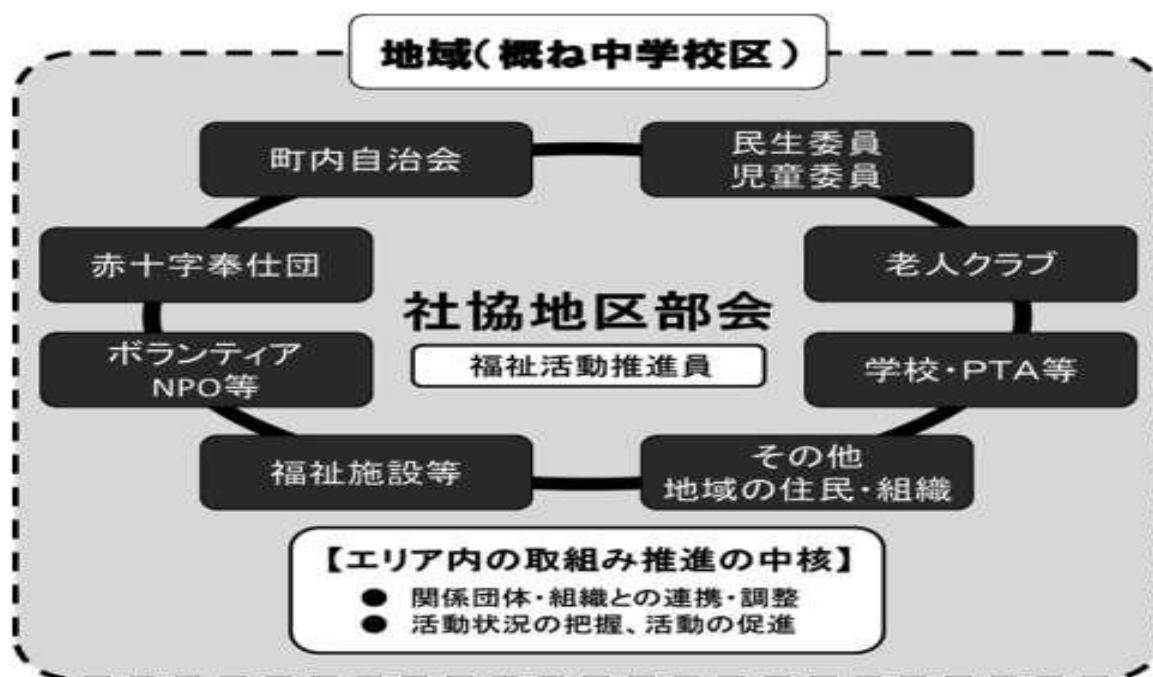 地域(概ね中学校区)
町内自治会
民生委員
児童委員
赤十字奉仕団
老人クラブ
社協地区部会
福祉活動推進員
ボランティア
NPO等
学校・PTA等
福祉施設等
その他
地域の住民・組織
【エリア内の取組み推進の中核】
● 関係団体・組織との連携・調整
● 活動状況の把握、活動の促進